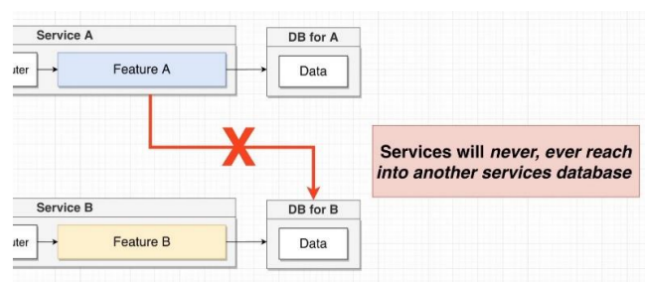 Service A
DB for A
uter
Feature A
Data
X
Services will never, ever reach
into another services database
Service B
DB for B
uter
Feature B
Data